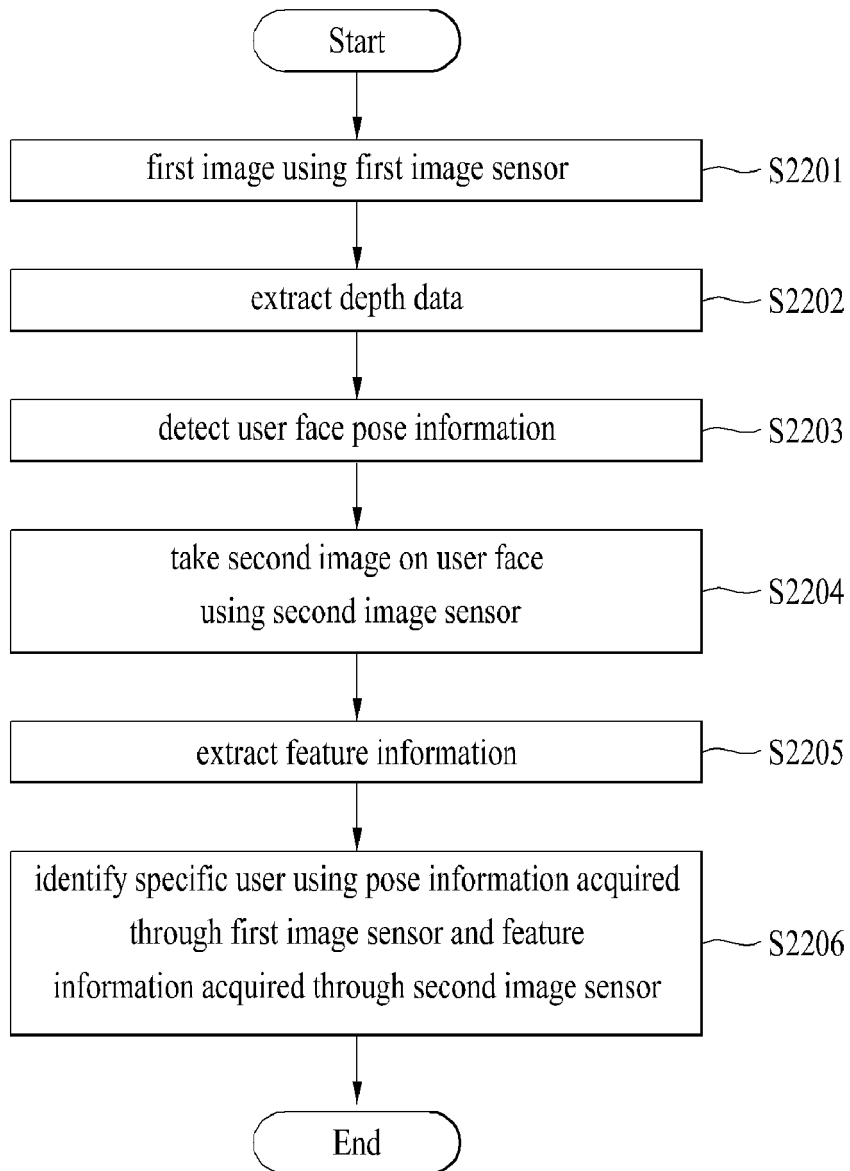 Start
first image using first image sensor
S2201
extract depth data
S2202
detect user face pose information
S2203
take second image on user face
using second image sensor
S2204
extract feature information
S2205
identify specific user using pose information acquired
through first image sensor and feature
information acquired through second image sensor
S2206
End